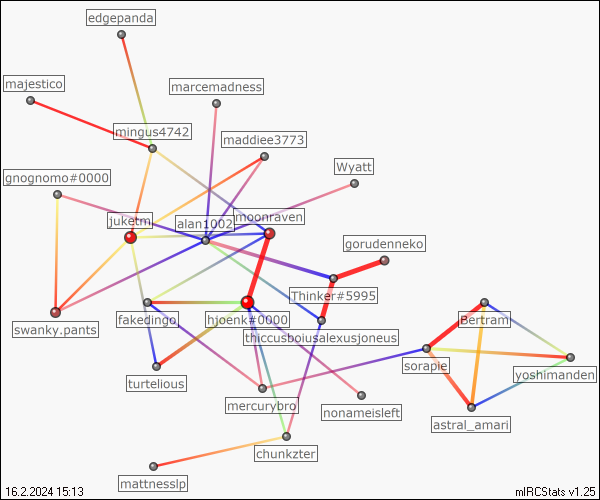 edgepanda
majestico
marcemadness
mingus4742
maddiee3773
Wyatt
gnognomo#0000
juketm
alan1002
moonraven
gorudenneko
Thinker#5995
swanky.pants
fakedingo
hjoenk#0000
Bertram
thiccusboiusalexusjoneus
sorapie
yoshimanden
turtelious
mercurybro
nonameisleft
astral_amari
chunkzter
mattnesslp
16.2.2024 15:13
mIRCStats v1.25